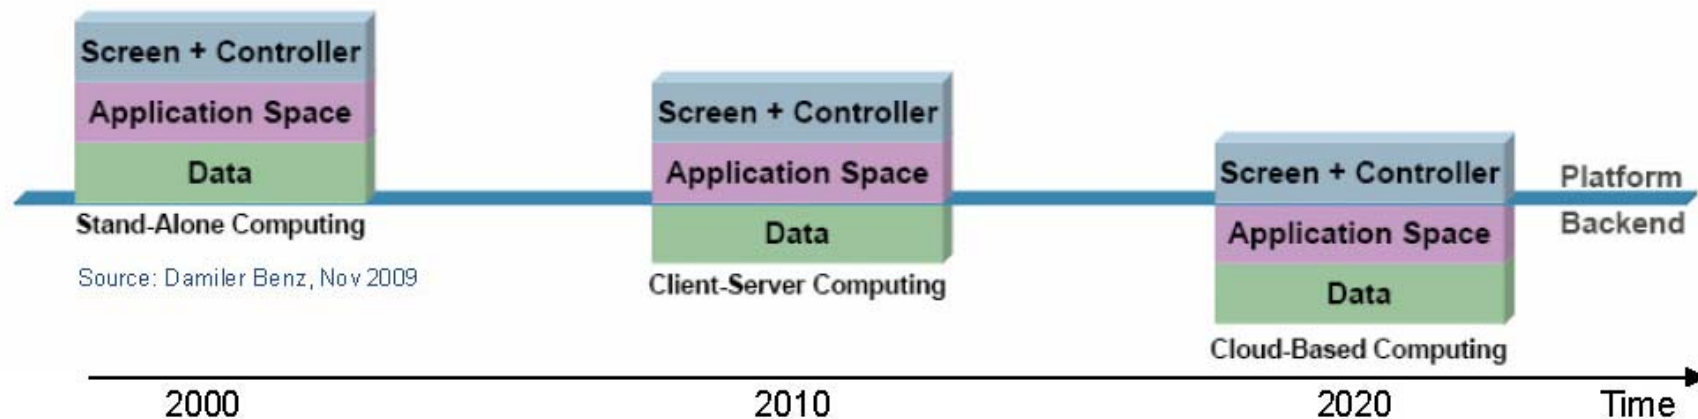 Screen + Controller
Application Space
Data
Stand-Alone Computing
Source: Damiler Benz, Nov 2009
Screen + Controller
Application Space
Data
Client-Server Computing
Screen + Controller
Application Space
Data
Cloud-Based Computing
Platform
Backend
2000
2010
2020
Time